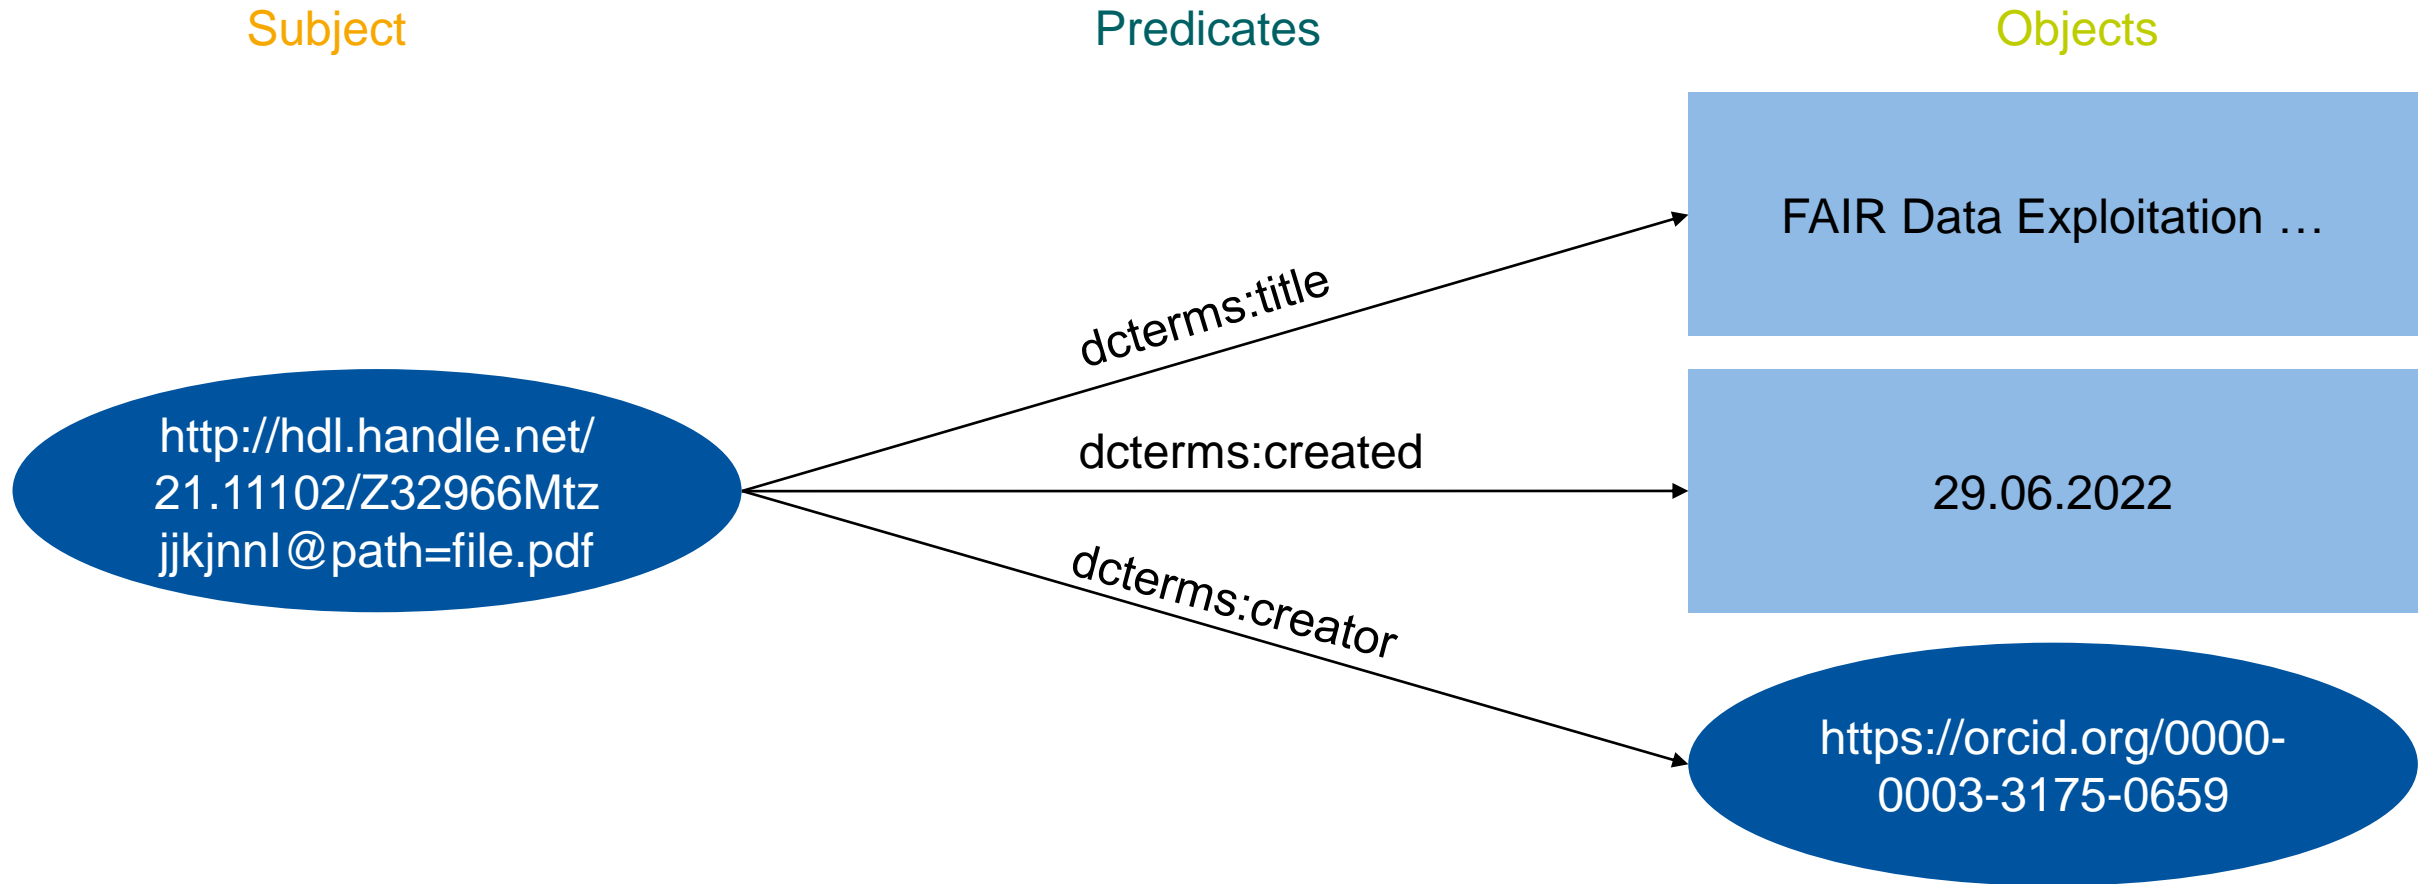 Subject
Predicates
Objects
FAIR Data Exploitation …
dcterms:title
http://hdl.handle.net/
21.11102/Z32966Mtz
jjkjnnI@path=file.pdf
dcterms:created
29.06.2022
dcterms:creator
https://orcid.org/0000-
0003-3175-0659